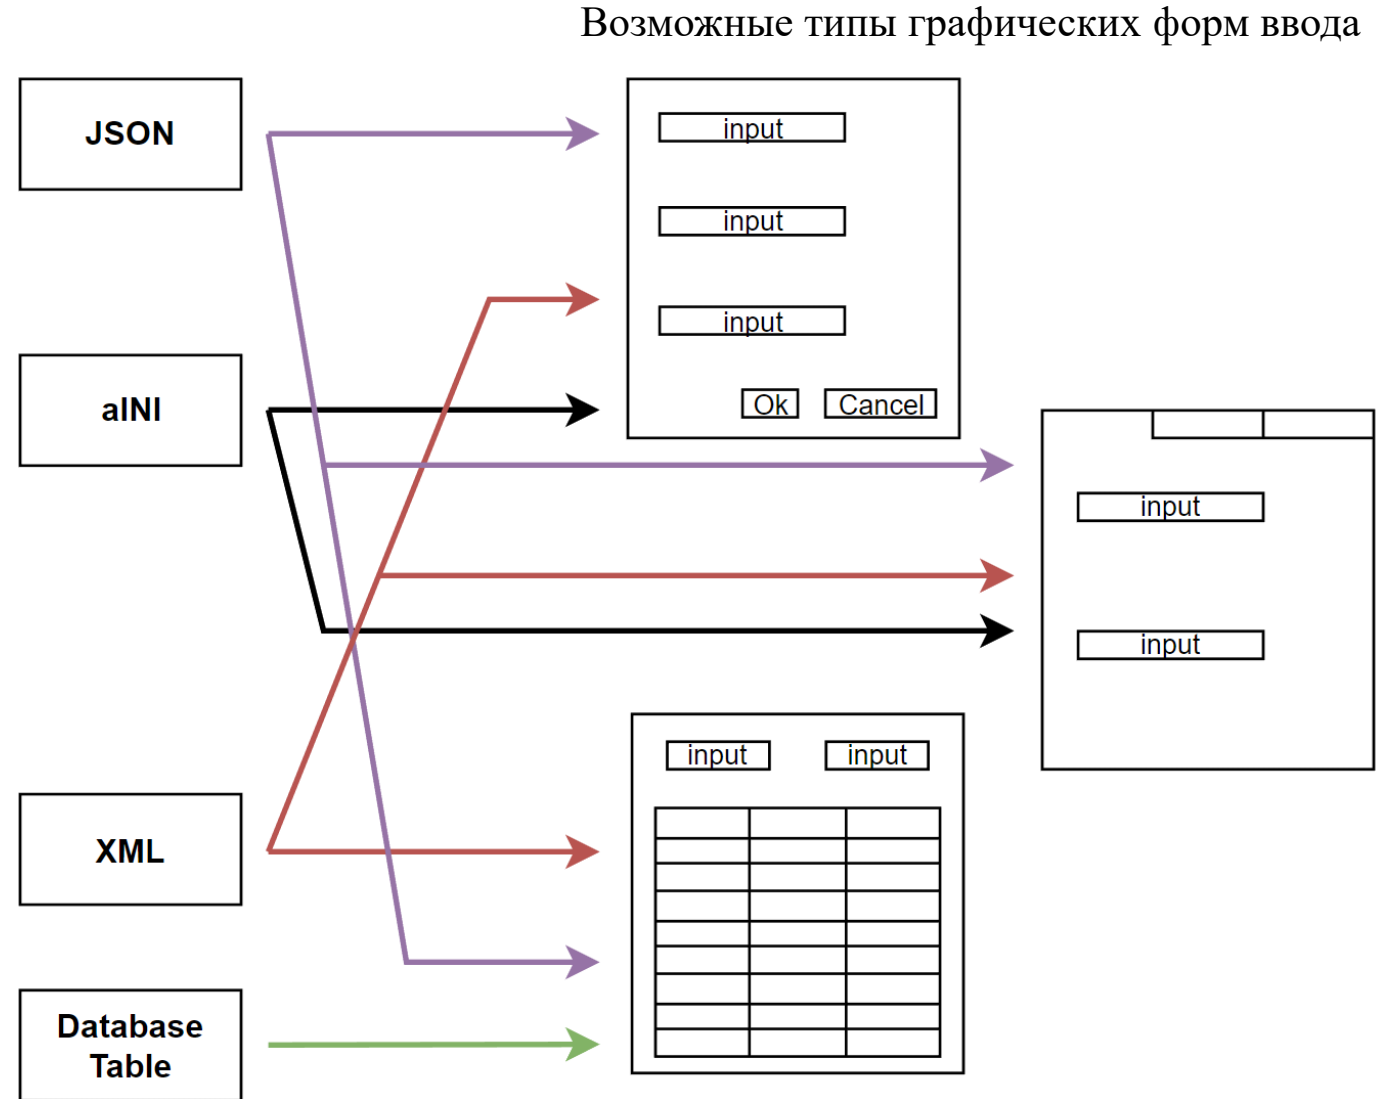 Возможные типы графических форм ввода
JSON
input
input
input
Ok Cancel
aINI
input
input
XML
input input
Database
Table